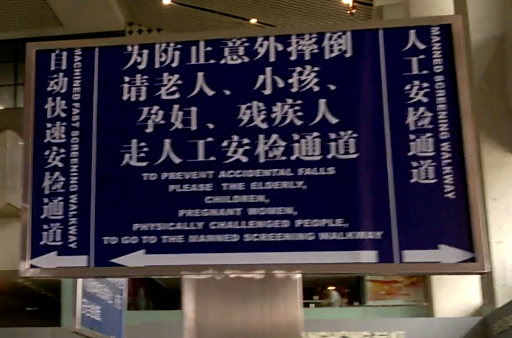 自动快速安检通道
MACHINED FAST SCREENING WALKWAY
为防止意外摔倒
请老人、小孩、
孕妇、残疾人
走人工安检通道
TO PREVENT ACCIDENTAL FALLS
PLEASE THE ELDERLY,
CHILDREN,
PREGNANT WOMEN,
PHYSICALLY CHALLENGED PEOPLE,
TO GO TO THE MANNED SCREENING WALKWAY
人工安检通道
MANNED SCREENING WALKWAY